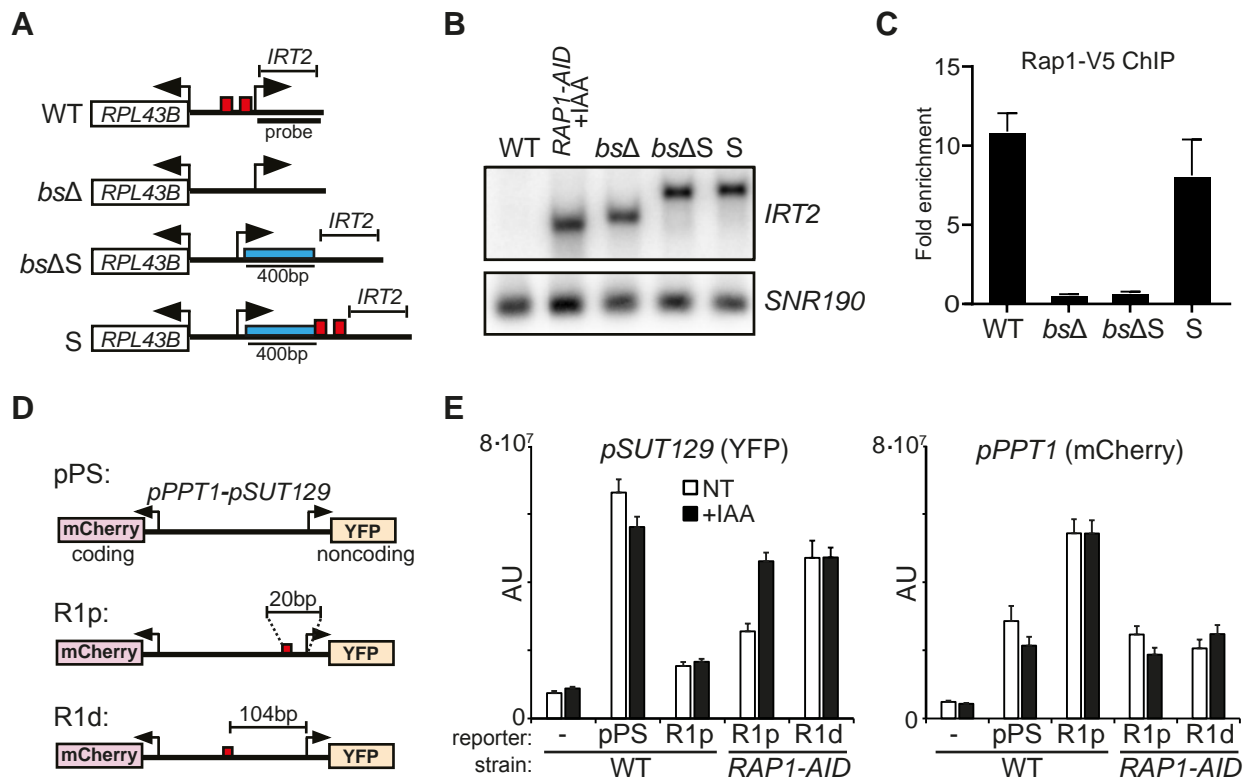 A
IRT2
WT
RPL43B
probe
bsΔ
RPL43B
IRT2
bsΔS
RPL43B
400bp
IRT2
S
RPL43B
400bp
B
WT
RAP1-AID
+IAA
bsΔ
bsΔS
S
IRT2
SNR190
C
Rap1-V5 ChIP
Fold enrichment
15
10
5
0
WT
bsΔ
bsΔS
S
D
pPS:
pPPT1-pSUT129
mCherry
YFP
coding
noncoding
R1p:
20bp
mCherry
YFP
R1d:
104bp
mCherry
YFP
E
8·10⁷
pSUT129 (YFP)
NT
+IAA
AU
0
reporter:
-
pPS
R1p
R1p
R1d
strain:
WT
RAP1-AID
8·10⁷
pPPT1 (mCherry)
AU
0
-
pPS
R1p
R1p
R1d
WT
RAP1-AID